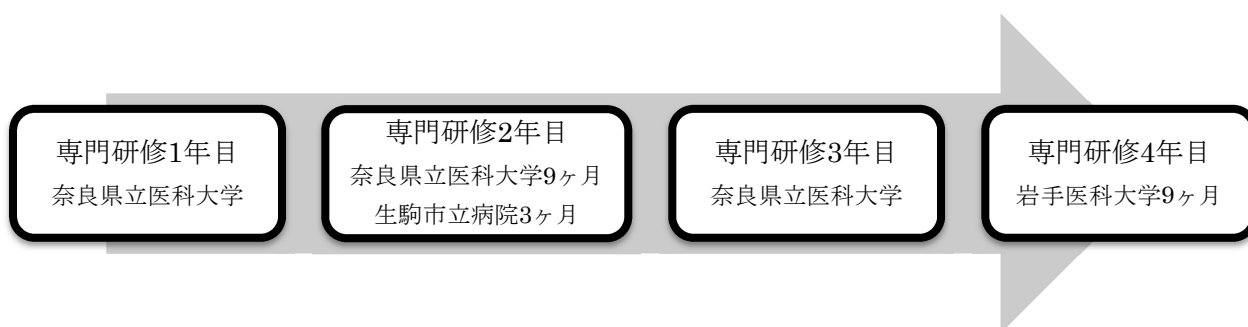 専門研修1年目
奈良県立医科大学
専門研修2年目
奈良県立医科大学9ヶ月
生駒市立病院3ヶ月
専門研修3年目
奈良県立医科大学
専門研修4年目
岩手医科大学9ヶ月